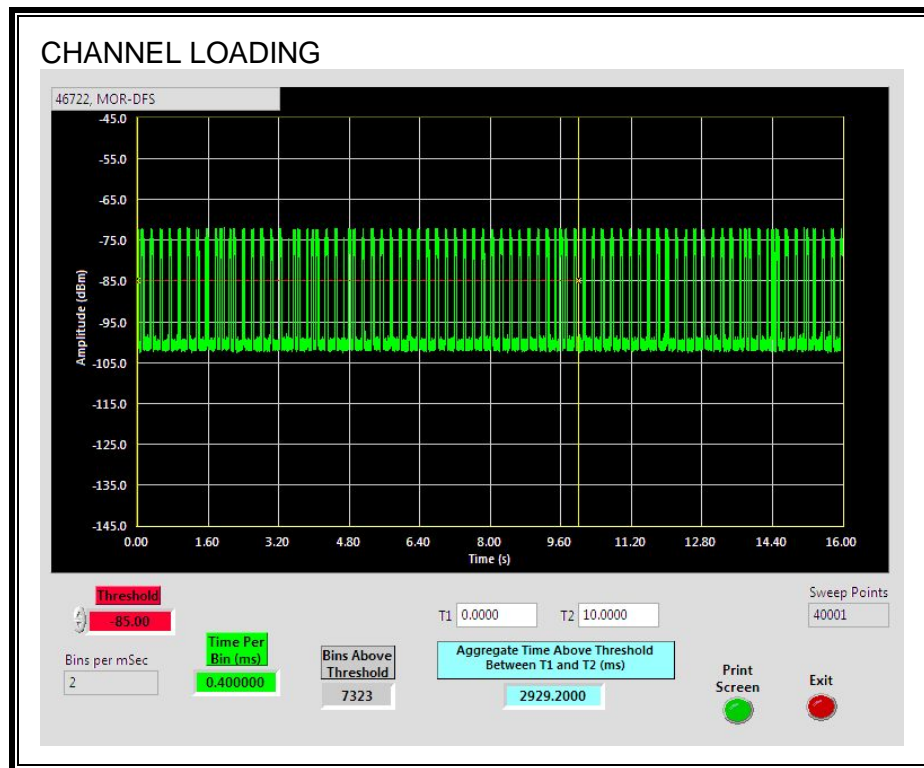 CHANNEL LOADING
46722, MOR-DFS
-45.0
-55.0
-65.0
-75.0
-85.0
-95.0
-105.0
-115.0
-125.0
-135.0
-145.0
Amplitude (dBm)
0.00 1.60 3.20 4.80 6.40 8.00 9.60 11.20 12.80 14.40 16.00
Time (s)
Threshold
-85.00
T1 0.0000 T2 10.0000
Sweep Points
40001
Bins per mSec
2
Time Per
Bin (ms)
0.400000
Bins Above
Threshold
7323
Aggregate Time Above Threshold
Between T1 and T2 (ms)
2929.2000
Print
Screen
Exit